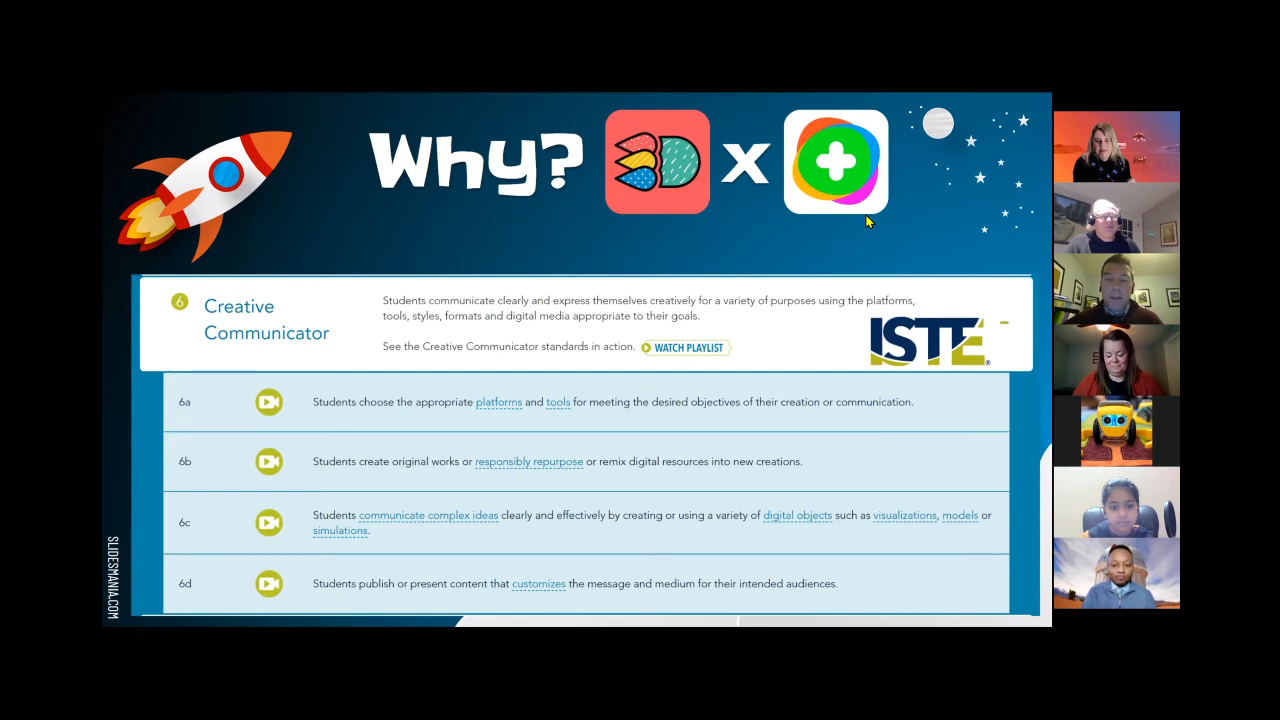 Why?
x
6
Creative
Communicator
Students communicate clearly and express themselves creatively for a variety of purposes using the platforms,
tools, styles, formats and digital media appropriate to their goals.
See the Creative Communicator standards in action. WATCH PLAYLIST
ISTE®
6a
Students choose the appropriate platforms and tools for meeting the desired objectives of their creation or communication.
6b
Students create original works or responsibly repurpose or remix digital resources into new creations.
6c
Students communicate complex ideas clearly and effectively by creating or using a variety of digital objects such as visualizations, models or
simulations.
6d
Students publish or present content that customizes the message and medium for their intended audiences.
SLIDESMANIA.COM